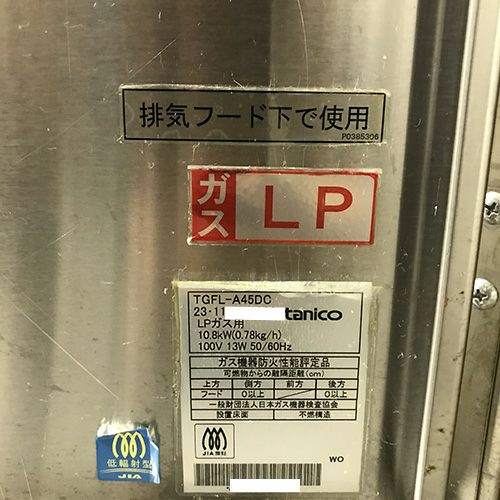 排気フード下で使用
P0385306
ガス LP
TGFL-A45DC
23-11 tanico
LPガス用
10.8kW(0.78kg/h)
100V 13W 50/60Hz
ガス機器防火性能評定品
可燃物からの離隔距離(cm)
上方 側方 前方 後方
フード 0以上 0以上
一般財団法人日本ガス機器検査協会
設置床面 不燃構造
JIA
WO
低輻射型
JIA